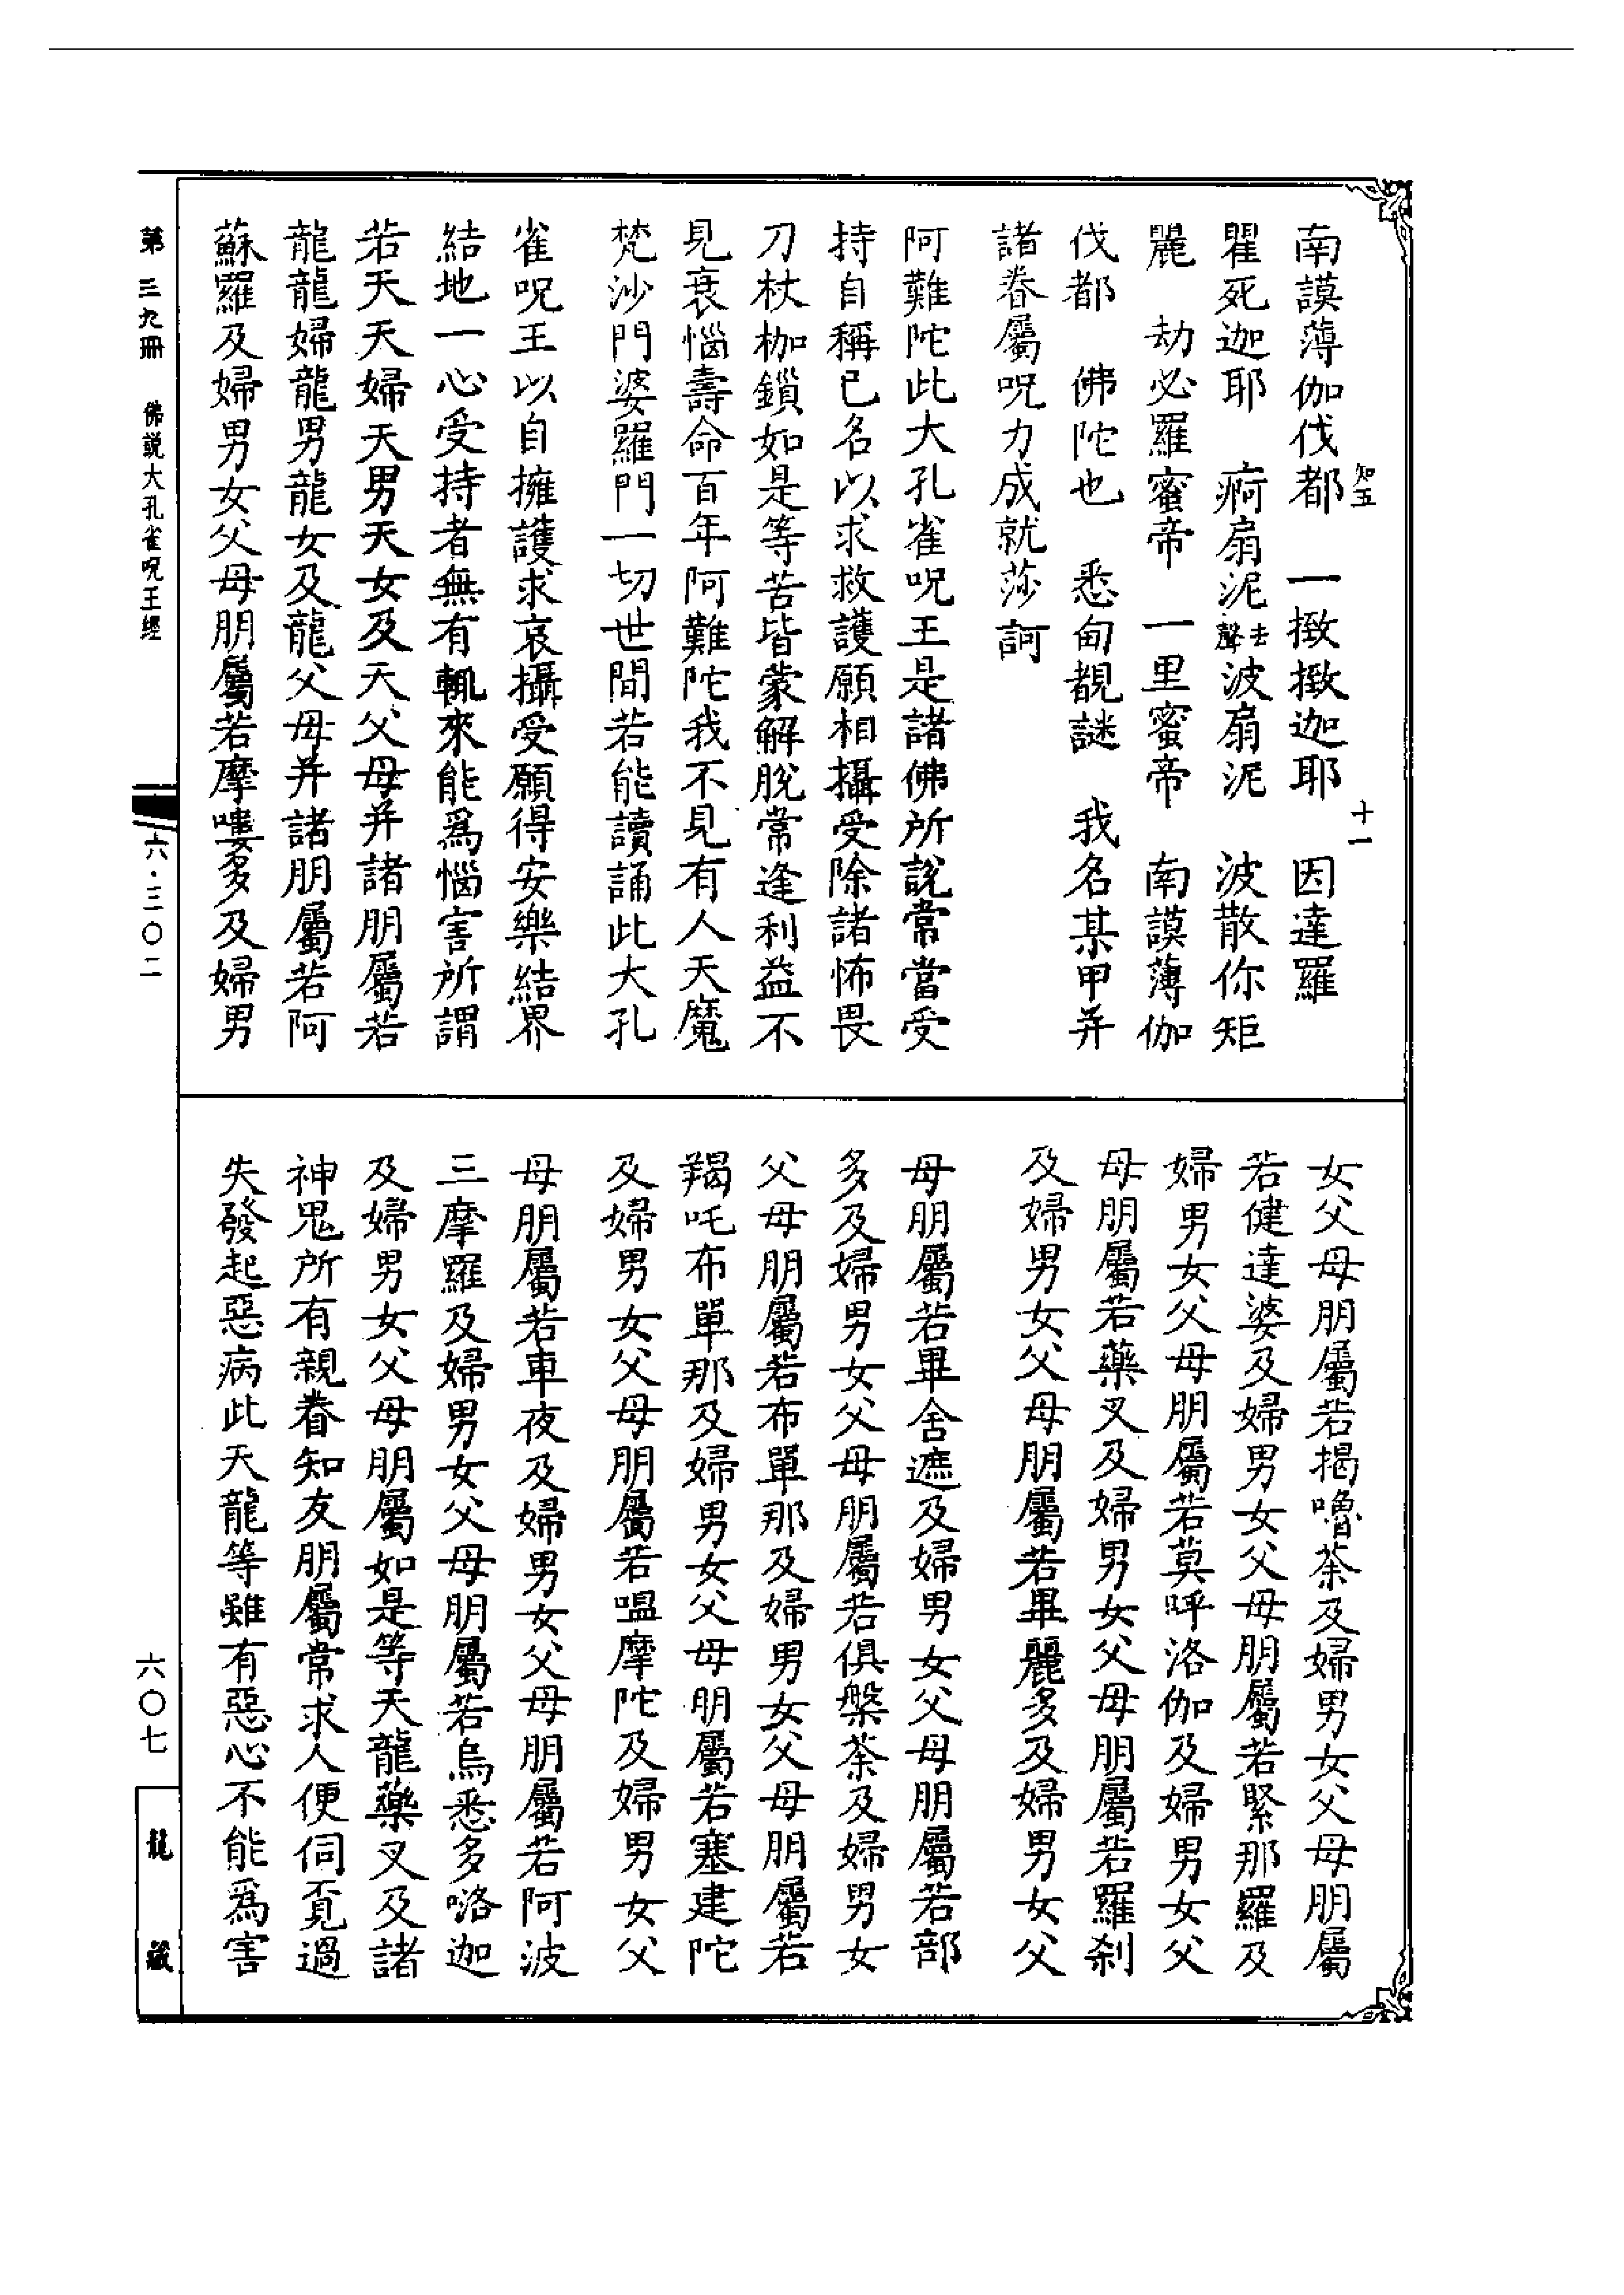 南謨薄伽伐都　一緻緻迦耶　因達羅
瞿死迦耶　痾扇泥去聲波扇泥　波散你矩
麗　劫必羅蜜帝　一里蜜帝　南謨薄伽
伐都　佛陀也　悉甸覩謎　我名某甲并
諸眷屬呪力成就莎訶
阿難陀此大孔雀呪王是諸佛所說常當受
持自稱已名以求救護願相攝受除諸怖畏
刀杖枷鎖如是等苦皆蒙解脫常逢利益不
見衰惱壽命百年阿難陀我不見有人天魔
梵沙門婆羅門一切世間若能讀誦此大孔
雀呪王以自擁護求哀攝受願得安樂結界
結地一心受持者無有輒來能爲惱害所謂
若天天婦天男天女及天父母并諸朋屬若
龍龍婦龍男龍女及龍父母并諸朋屬若阿
蘇羅及婦男女父母朋屬若摩嘍多及婦男
知五
十一
女父母朋屬若揭嚕荼及婦男女父母朋屬
若健達婆及婦男女父母朋屬若緊那羅及
婦男女父母朋屬若莫呼洛伽及婦男女父
母朋屬若藥叉及婦男女父母朋屬若羅剎
及婦男女父母朋屬若畢麗多及婦男女父
母朋屬若畢舍遮及婦男女父母朋屬若部
多及婦男女父母朋屬若俱槃荼及婦男女
父母朋屬若布單那及婦男女父母朋屬若
羯吒布單那及婦男女父母朋屬若塞建陀
及婦男女父母朋屬若嗢摩陀及婦男女父
母朋屬若車夜及婦男女父母朋屬若阿波
三摩羅及婦男女父母朋屬若烏悉多㗉迦
及婦男女父母朋屬如是等天龍藥叉及諸
神鬼所有親眷知友朋屬常求人便伺覓過
失發起惡病此天龍等雖有惡心不能爲害
第三九冊　佛說大孔雀呪王經
六・三〇二
六〇七
龍藏